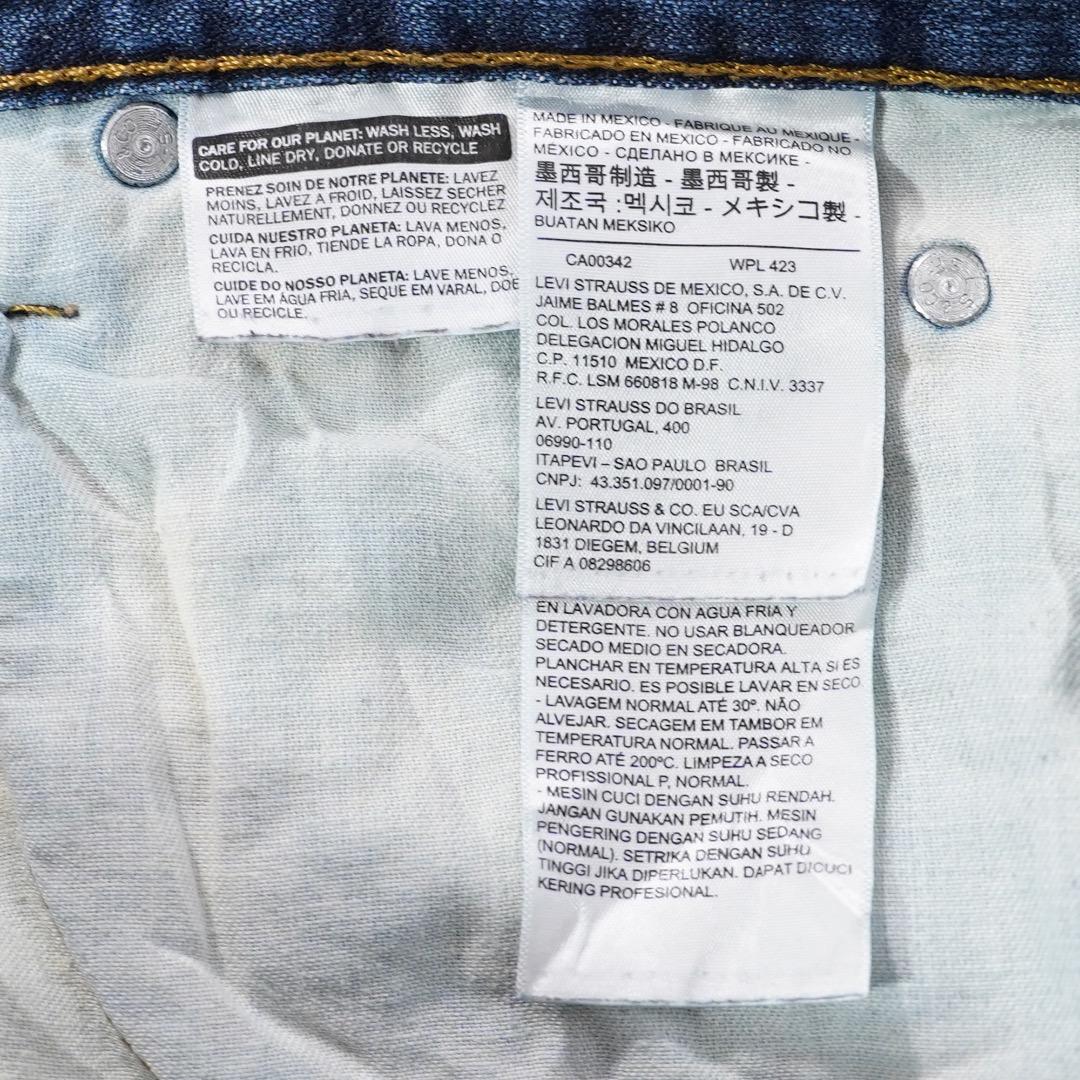 CARE FOR OUR PLANET: WASH LESS, WASH
COLD, LINE DRY, DONATE OR RECYCLE
PRENEZ SOIN DE NOTRE PLANETE: LAVEZ
MOINS, LAVEZ A FROID, LAISSEZ SECHER
NATURELLEMENT, DONNEZ OU RECYCLEZ
CUIDA NUESTRO PLANETA: LAVA MENOS,
LAVA EN FRIO, TIENDE LA ROPA, DONA O
RECICLA.
CUIDE DO NOSSO PLANETA: LAVE MENOS,
LAVE EM ÁGUA FRIA, SEQUE EM VARAL, DOE
OU RECICLE.
MADE IN MEXICO - FABRIQUE AU MEXIQUE -
FABRICADO EN MEXICO - FABRICADO NO
MÉXICO - СДЕЛАНО В МЕКСИКЕ -
墨西哥制造 - 墨西哥製 -
제조국 :멕시코 - メキシコ製 -
BUATAN MEKSIKO
CA00342 WPL 423
LEVI STRAUSS DE MEXICO, S.A. DE C.V.
JAIME BALMES # 8 OFICINA 502
COL. LOS MORALES POLANCO
DELEGACION MIGUEL HIDALGO
C.P. 11510 MEXICO D.F.
R.F.C. LSM 660818 M-98 C.N.I.V. 3337
LEVI STRAUSS DO BRASIL
AV. PORTUGAL, 400
06990-110
ITAPEVI – SAO PAULO BRASIL
CNPJ: 43.351.097/0001-90
LEVI STRAUSS & CO. EU SCA/CVA
LEONARDO DA VINCILAAN, 19 - D
1831 DIEGEM, BELGIUM
CIF A 08298606
EN LAVADORA CON AGUA FRIA Y
DETERGENTE. NO USAR BLANQUEADOR
SECADO MEDIO EN SECADORA.
PLANCHAR EN TEMPERATURA ALTA SI ES
NECESARIO. ES POSIBLE LAVAR EN SECO
- LAVAGEM NORMAL ATÉ 30º. NÃO
ALVEJAR. SECAGEM EM TAMBOR EM
TEMPERATURA NORMAL. PASSAR A
FERRO ATÉ 200ºC. LIMPEZA A SECO
PROFISSIONAL P, NORMAL.
- MESIN CUCI DENGAN SUHU RENDAH.
JANGAN GUNAKAN PEMUTIH. MESIN
PENGERING DENGAN SUHU SEDANG
(NORMAL). SETRIKA DENGAN SUHU
TINGGI JIKA DIPERLUKAN. DAPAT DICUCI
KERING PROFESIONAL.